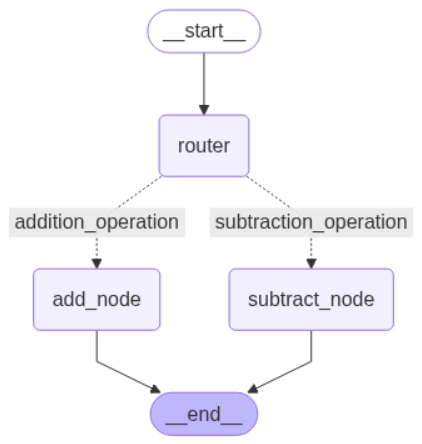 __start__
router
addition_operation
subtraction_operation
add_node
subtract_node
__end__